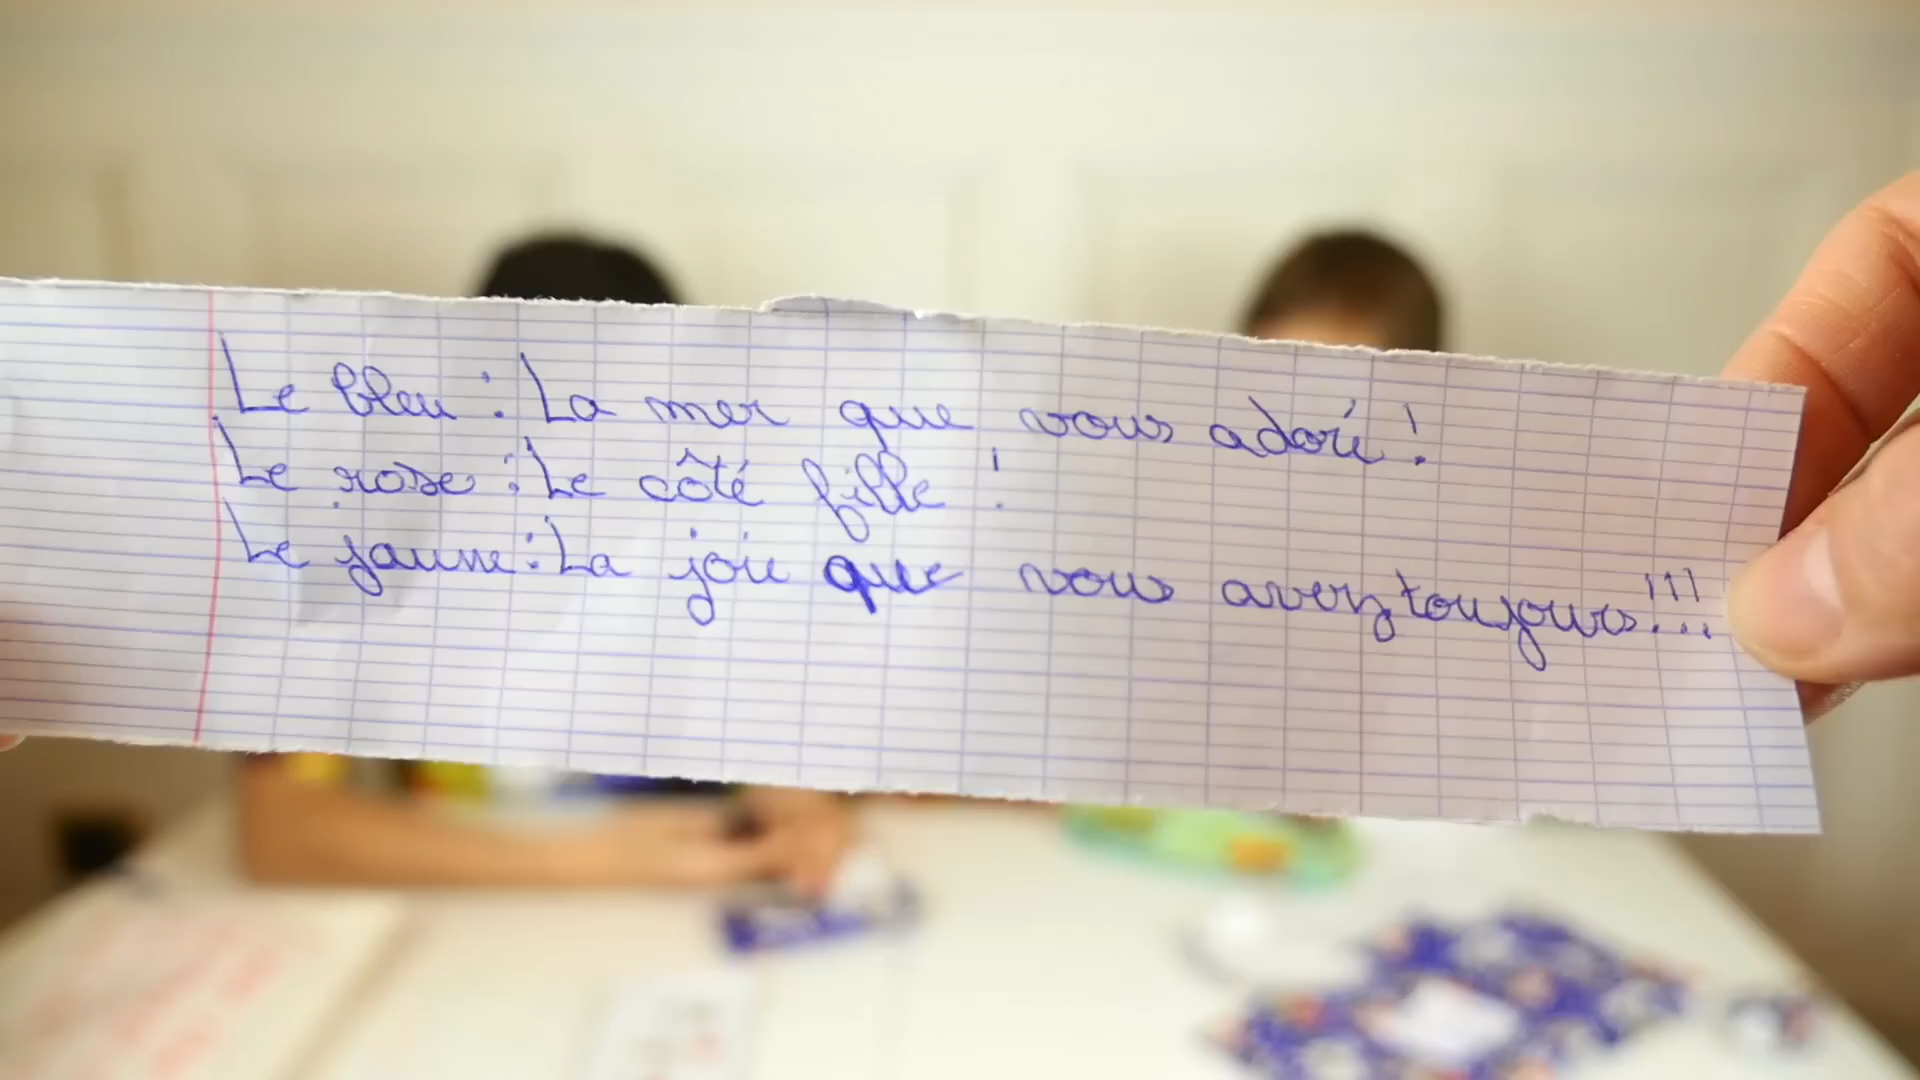 Le bleu : La mer que vous adoré !
Le rose : Le côté fille !
Le jaune : La joie que vous avez toujours !!!